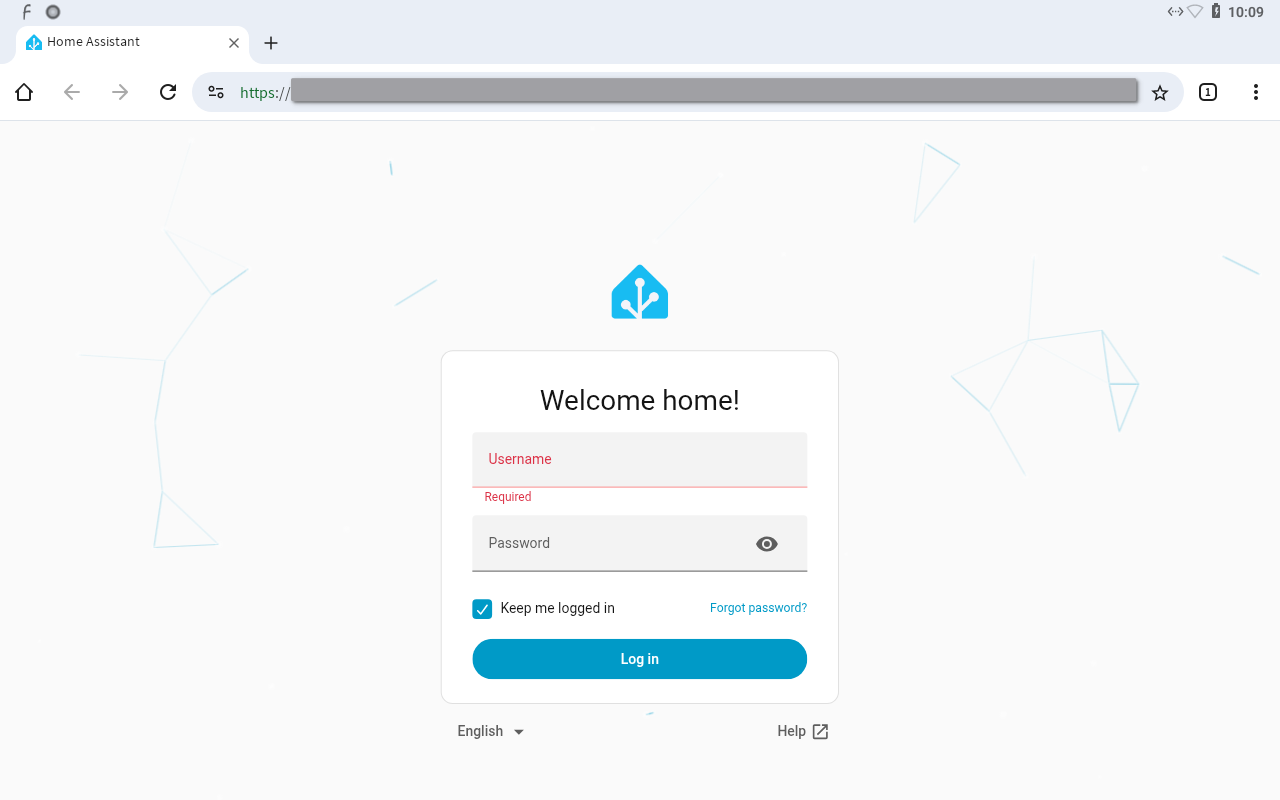 10:09
Home Assistant
1
https://
Welcome home!
Username
Required
Password
Keep me logged in
Forgot password?
Log in
English
Help